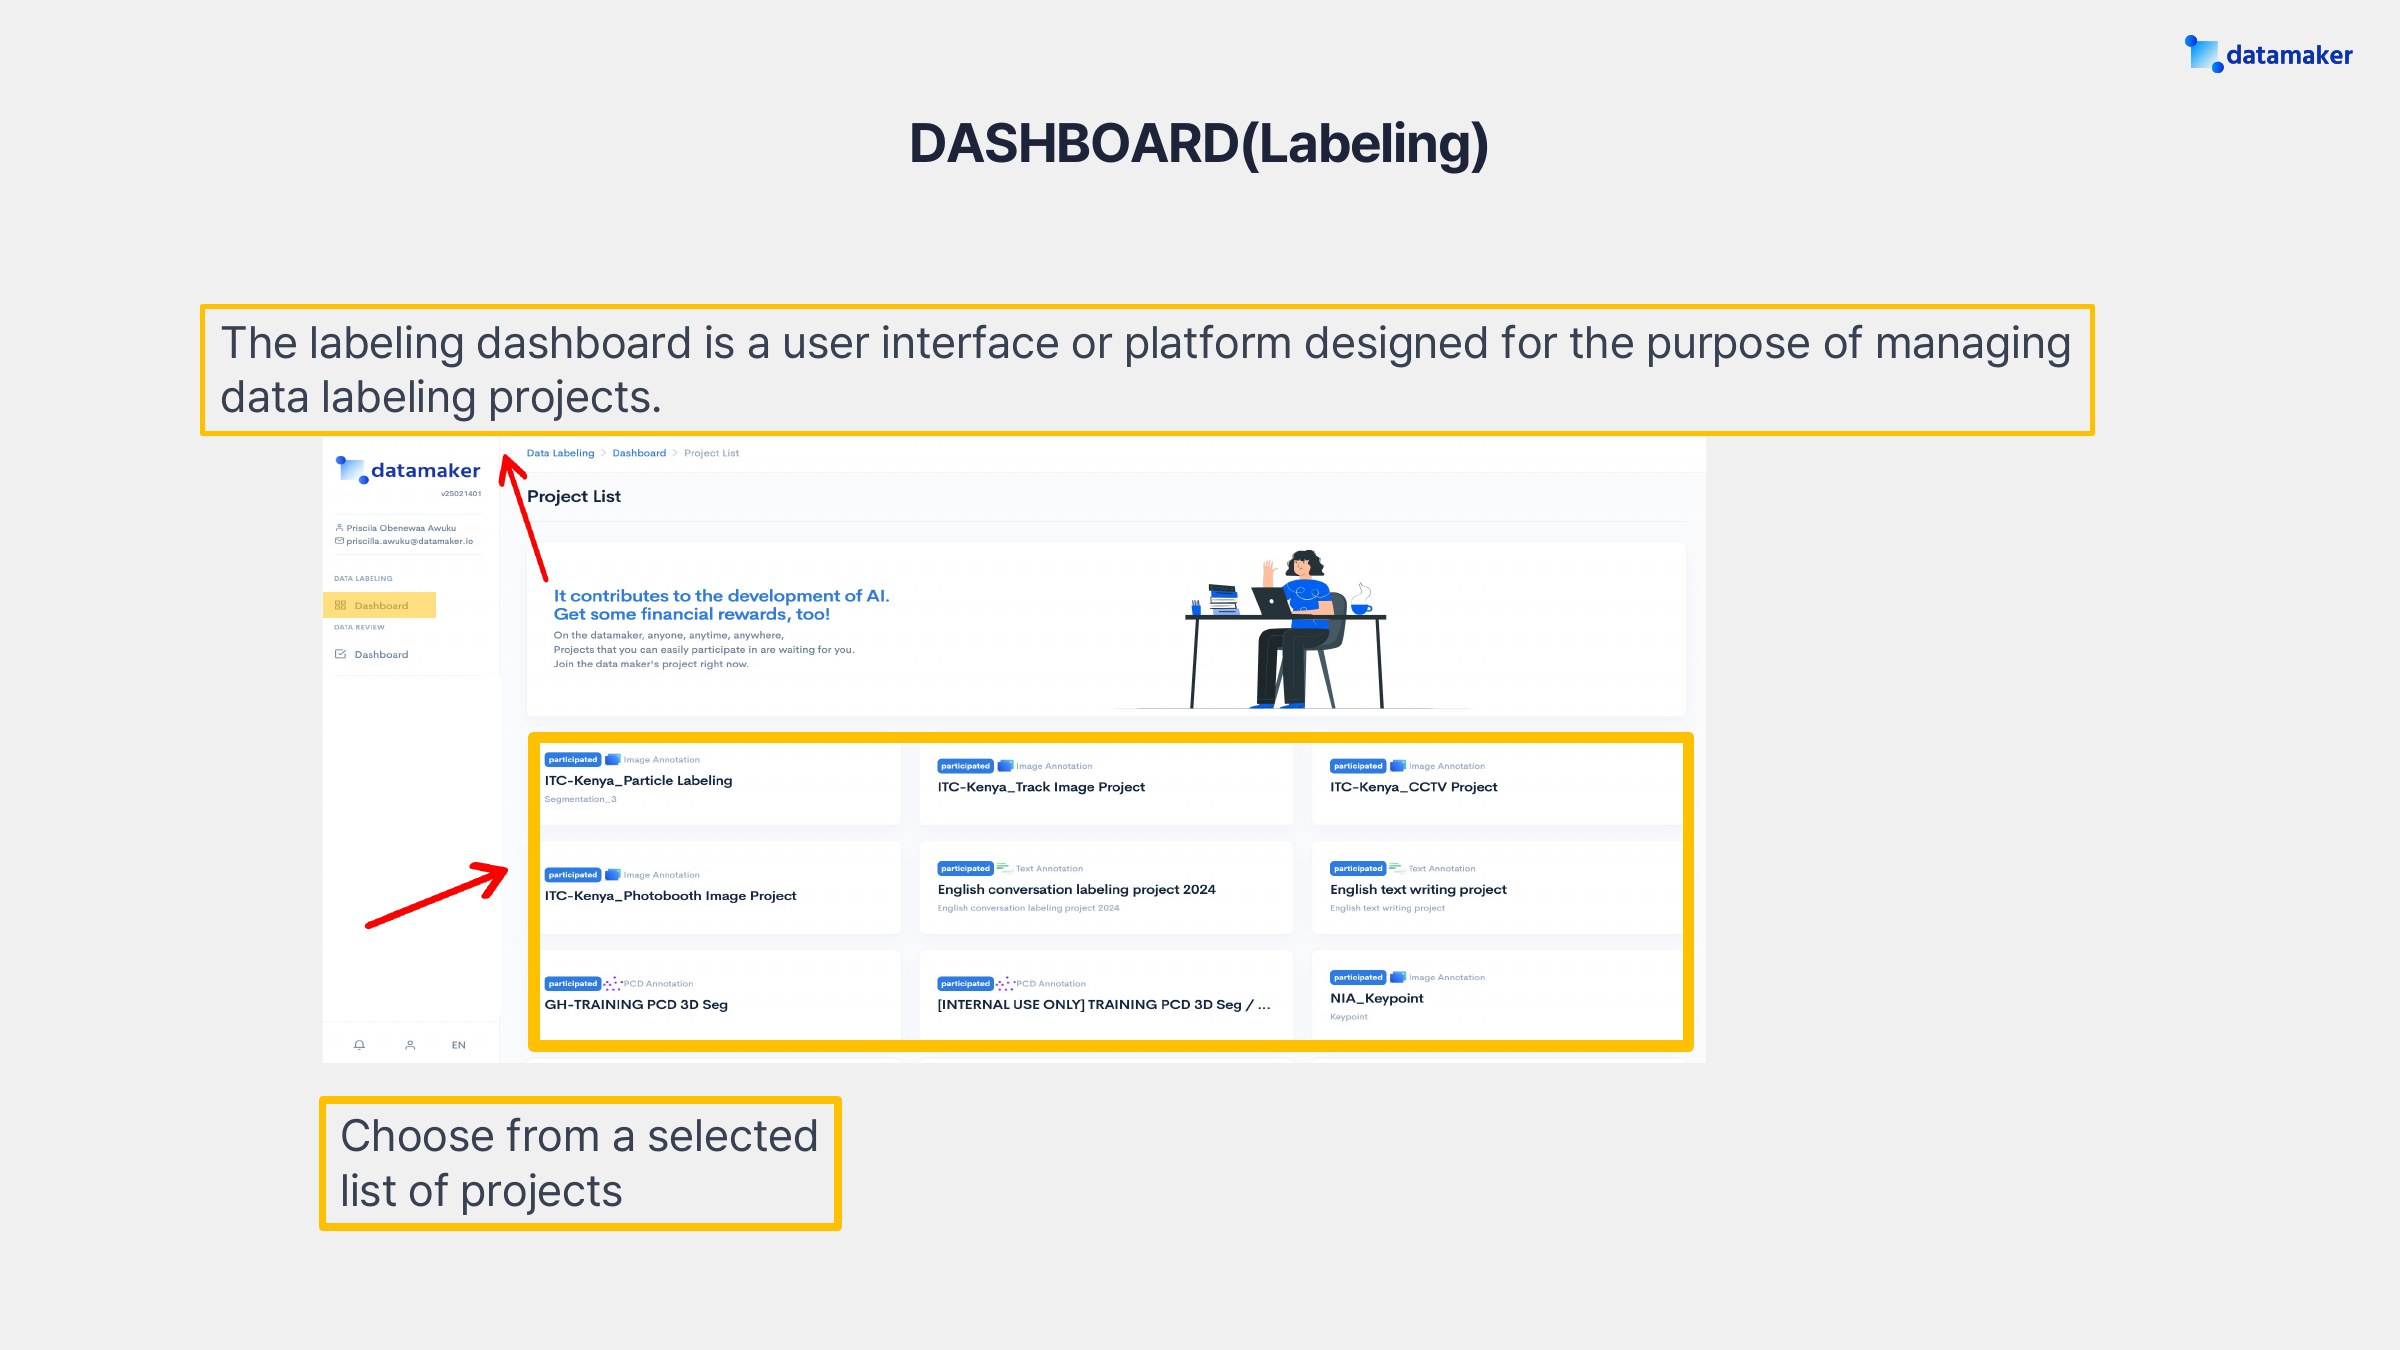 datamaker
DASHBOARD(Labeling)
The labeling dashboard is a user interface or platform designed for the purpose of managing
data labeling projects.
datamaker
v25021401
Priscila Obenewaa Awuku
priscilla.awuku@datamaker.io
DATA LABELING
Dashboard
DATA REVIEW
Dashboard
EN
Data Labeling > Dashboard > Project List
Project List
It contributes to the development of AI.
Get some financial rewards, too!
On the datamaker, anyone, anytime, anywhere,
Projects that you can easily participate in are waiting for you.
Join the data maker's project right now.
participated Image Annotation
ITC-Kenya_Particle Labeling
Segmentation_3
participated Image Annotation
ITC-Kenya_Track Image Project
participated Image Annotation
ITC-Kenya_CCTV Project
participated Image Annotation
ITC-Kenya_Photobooth Image Project
participated Text Annotation
English conversation labeling project 2024
English conversation labeling project 2024
participated Text Annotation
English text writing project
English text writing project
participated PCD Annotation
GH-TRAINING PCD 3D Seg
participated PCD Annotation
[INTERNAL USE ONLY] TRAINING PCD 3D Seg / ...
participated Image Annotation
NIA_Keypoint
Keypoint
Choose from a selected
list of projects